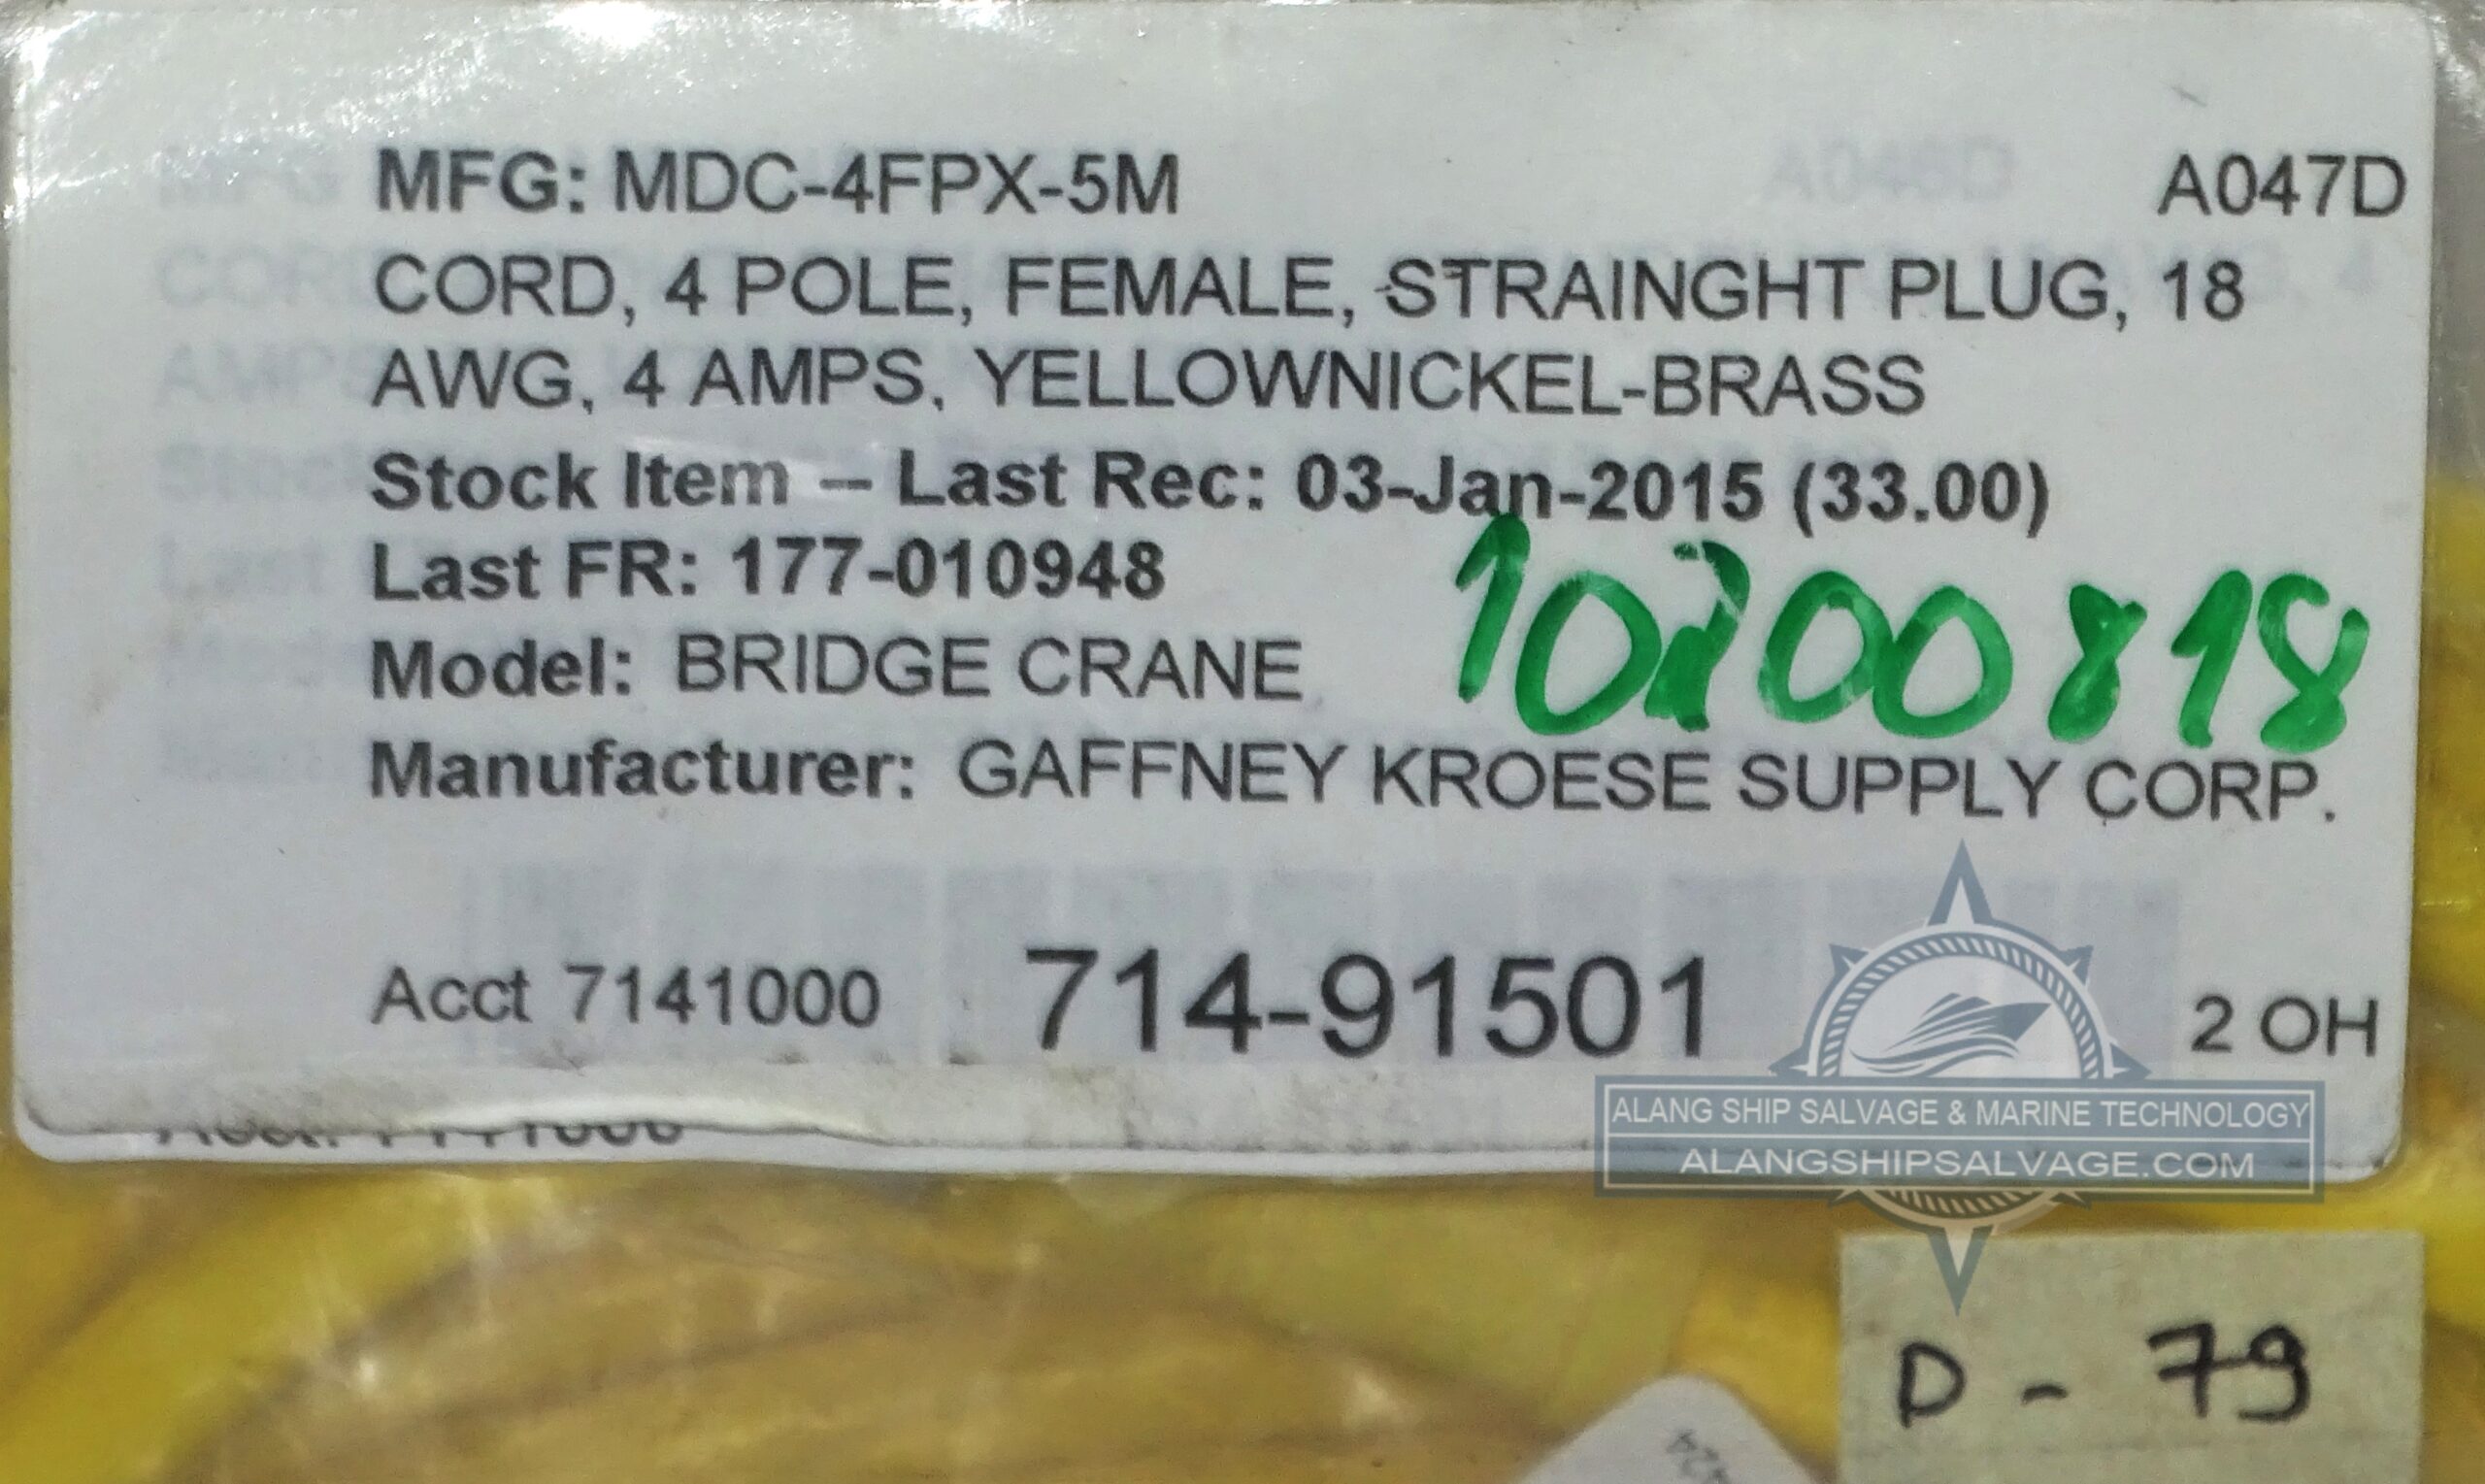 MFG: MDC-4FPX-5M A047D
CORD, 4 POLE, FEMALE, STRAINGHT PLUG, 18
AWG, 4 AMPS, YELLOWNICKEL-BRASS
Stock Item – Last Rec: 03-Jan-2015 (33.00)
Last FR: 177-010948
10200818
Model: BRIDGE CRANE
Manufacturer: GAFFNEY KROESE SUPPLY CORP.
Acct 7141000 714-91501 2 OH
ALANG SHIP SALVAGE & MARINE TECHNOLOGY
ALANGSHIPSALVAGE.COM
D - 79